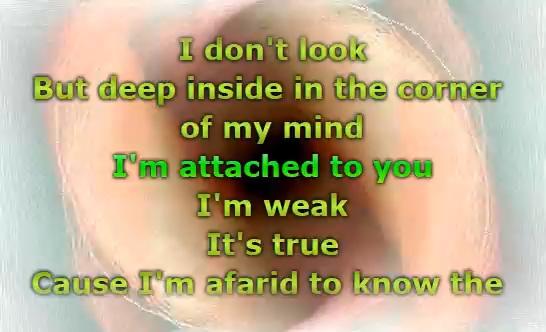 I don't look
But deep inside in the corner
of my mind
I'm attached to you
I'm weak
It's true
Cause I'm afarid to know the